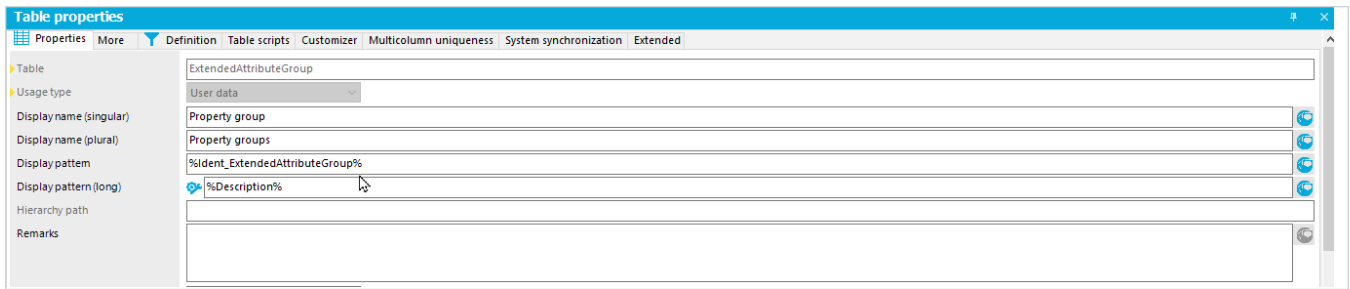 Table properties
Properties More Definition Table scripts Customizer Multicolumn uniqueness System synchronization Extended
Table ExtendedAttributeGroup
Usage type User data
Display name (singular) Property group
Display name (plural) Property groups
Display pattern %Ident_ExtendedAttributeGroup%
Display pattern (long) %Description%
Hierarchy path
Remarks